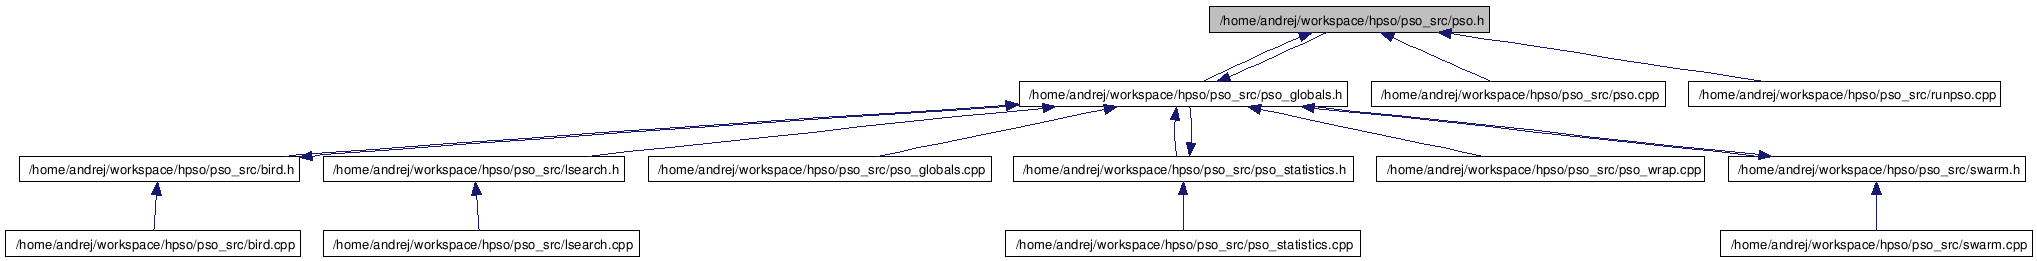 /home/andrej/workspace/hpso/pso_src/pso.h
/home/andrej/workspace/hpso/pso_src/pso_globals.h
/home/andrej/workspace/hpso/pso_src/pso.cpp
/home/andrej/workspace/hpso/pso_src/runpso.cpp
/home/andrej/workspace/hpso/pso_src/bird.h
/home/andrej/workspace/hpso/pso_src/lsearch.h
/home/andrej/workspace/hpso/pso_src/pso_globals.cpp
/home/andrej/workspace/hpso/pso_src/pso_statistics.h
/home/andrej/workspace/hpso/pso_src/pso_wrap.cpp
/home/andrej/workspace/hpso/pso_src/swarm.h
/home/andrej/workspace/hpso/pso_src/bird.cpp
/home/andrej/workspace/hpso/pso_src/lsearch.cpp
/home/andrej/workspace/hpso/pso_src/pso_statistics.cpp
/home/andrej/workspace/hpso/pso_src/swarm.cpp